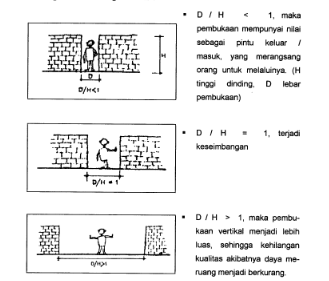 D / H < 1, maka
pembukaan mempunyai nilai
sebagai pintu keluar /
masuk, yang merangsang
orang untuk melaluinya. (H
tinggi dinding, D lebar
pembukaan)
H
D
D/H<1
D / H = 1, terjadi
keseimbangan
D/H = 1
D / H > 1, maka pembu-
kaan vertikal menjadi lebih
luas, sehingga kehilangan
kualitas akibatnya daya me-
ruang menjadi berkurang.
D/H>1